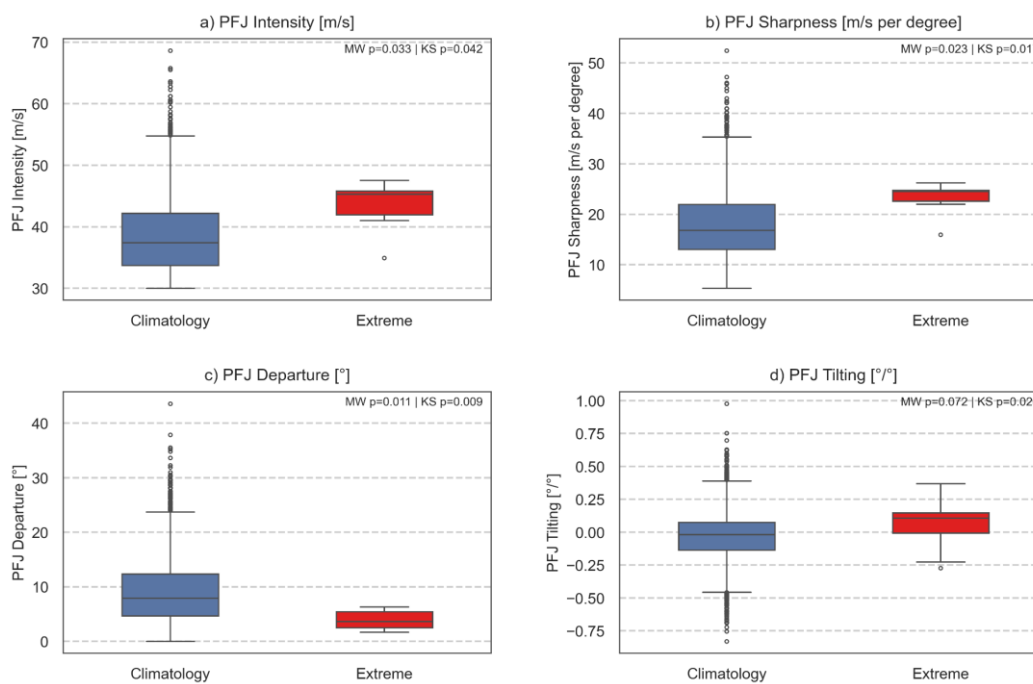 a) PFJ Intensity [m/s]
MW p=0.033 | KS p=0.042
PFJ Intensity [m/s]
70
60
50
40
30
Climatology
Extreme
b) PFJ Sharpness [m/s per degree]
MW p=0.023 | KS p=0.01
PFJ Sharpness [m/s per degree]
50
40
30
20
10
Climatology
Extreme
c) PFJ Departure [°]
MW p=0.011 | KS p=0.009
PFJ Departure [°]
40
30
20
10
0
Climatology
Extreme
d) PFJ Tilting [°/°]
MW p=0.072 | KS p=0.02
PFJ Tilting [°/°]
1.00
0.75
0.50
0.25
0.00
−0.25
−0.50
−0.75
Climatology
Extreme